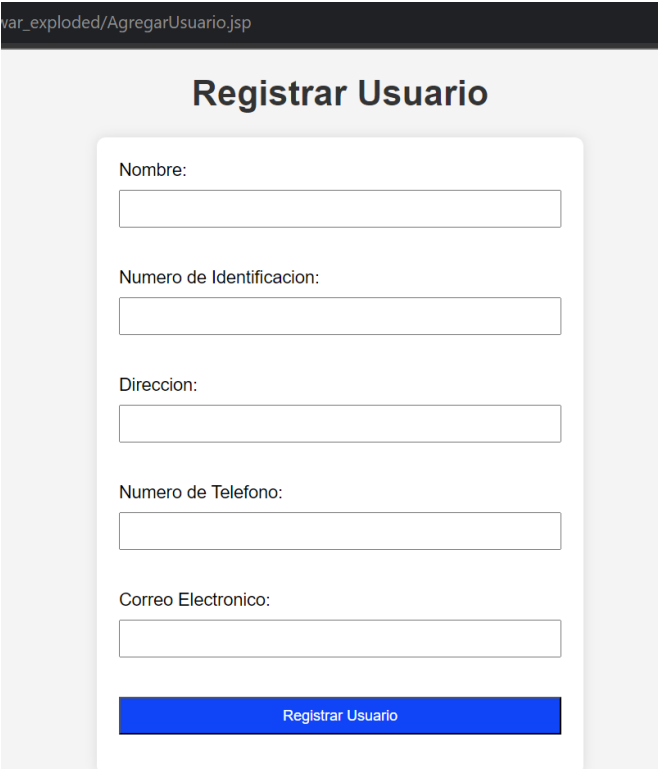 war_exploded/AgregarUsuario.jsp
Registrar Usuario
Nombre:
Numero de Identificacion:
Direccion:
Numero de Telefono:
Correo Electronico:
Registrar Usuario